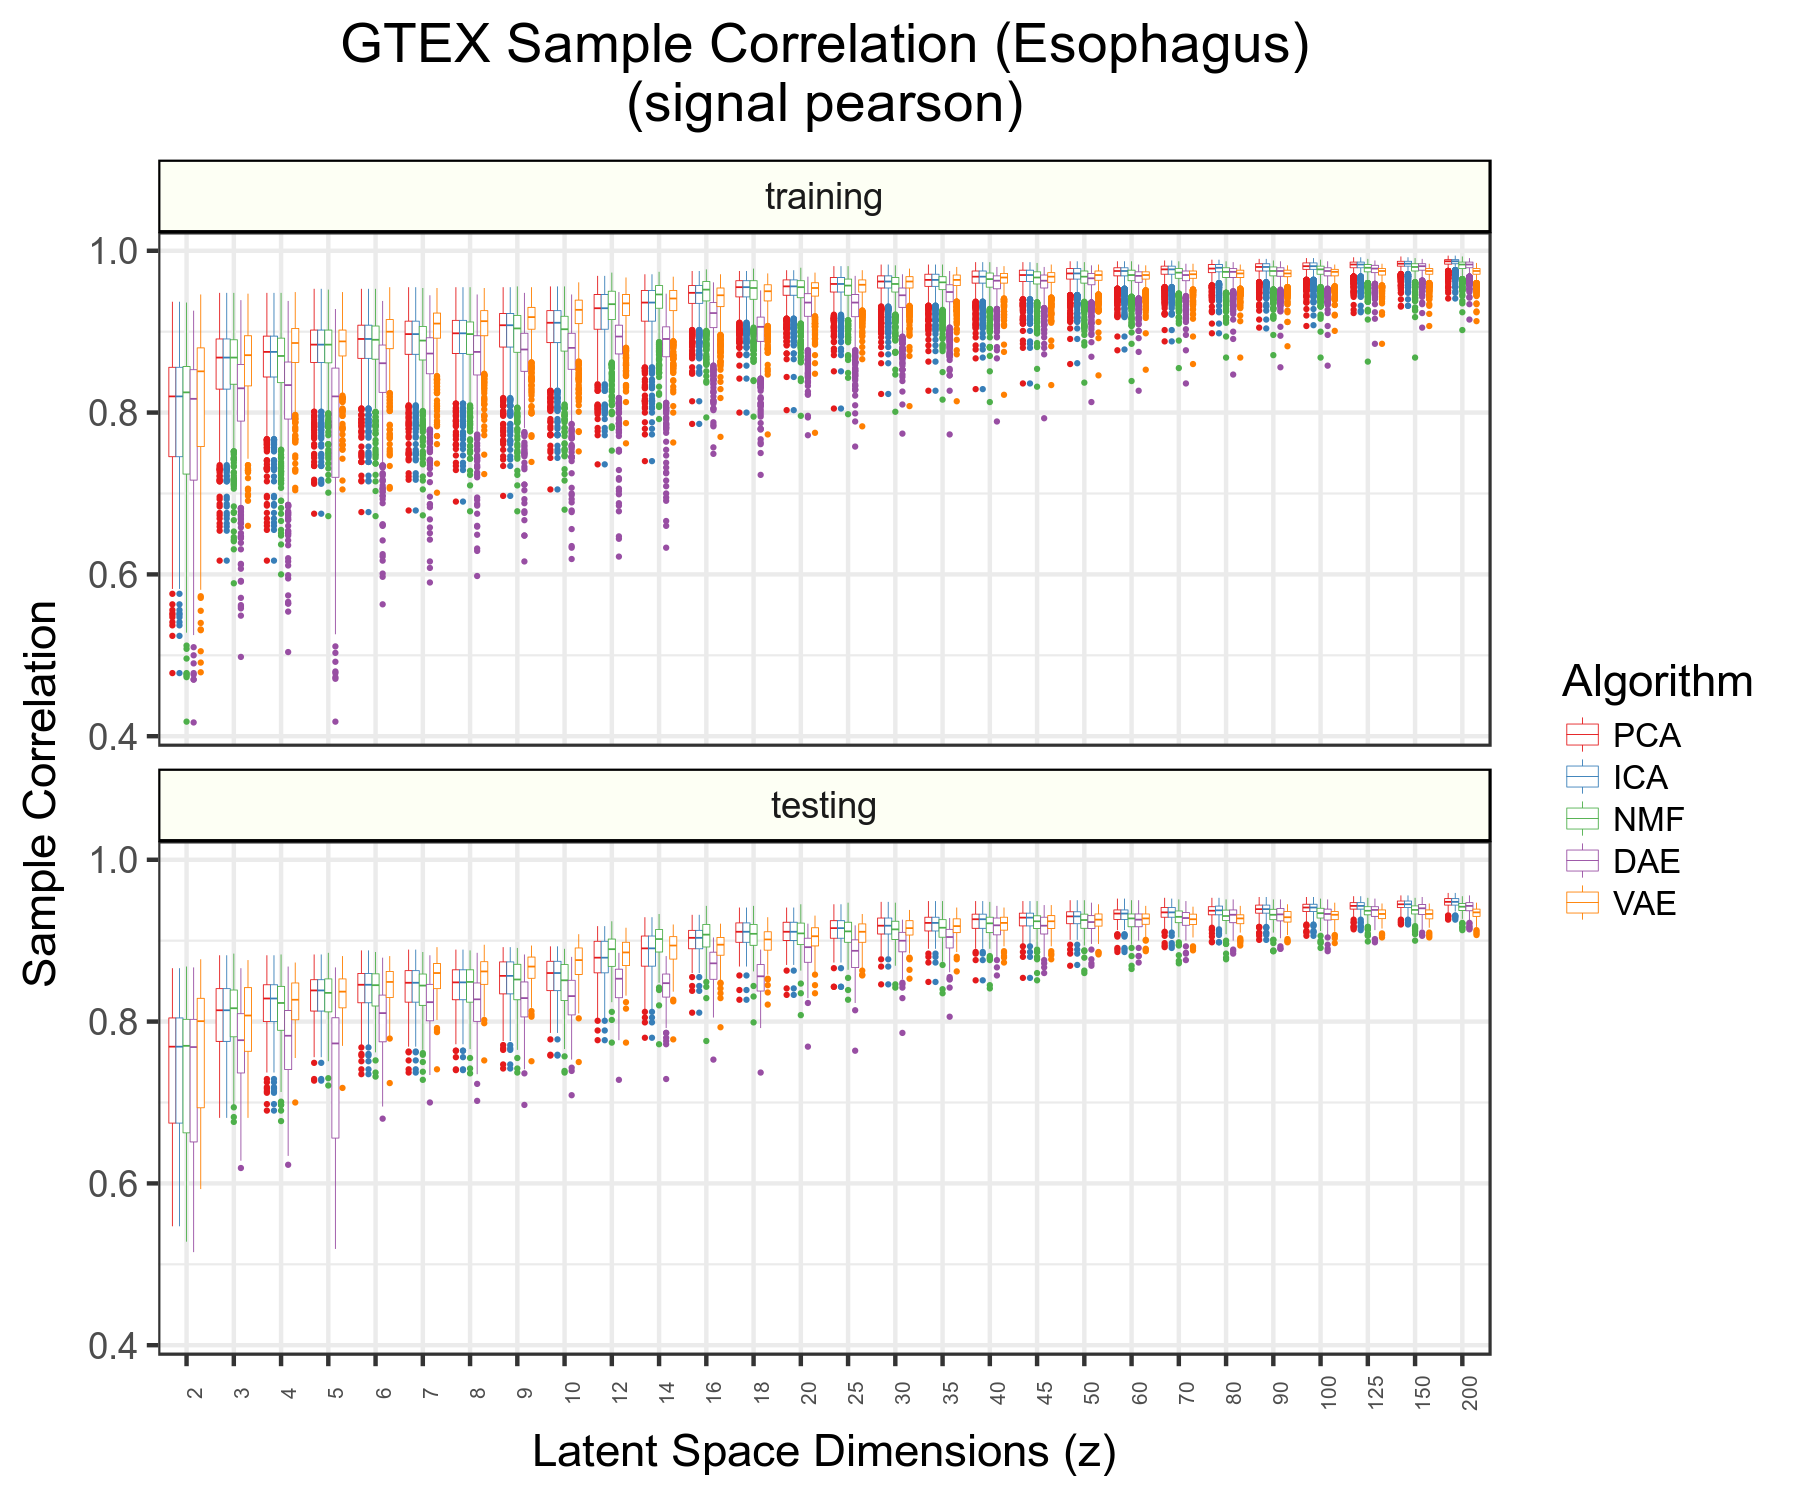 GTEX Sample Correlation (Esophagus)
(signal pearson)
training
1.0
0.8
0.6
0.4
Sample Correlation
testing
1.0
0.8
0.6
0.4
2 3 4 5 6 7 8 9 10 12 14 16 18 20 25 30 35 40 45 50 60 70 80 90 100 125 150 200
Latent Space Dimensions (z)
Algorithm
PCA
ICA
NMF
DAE
VAE